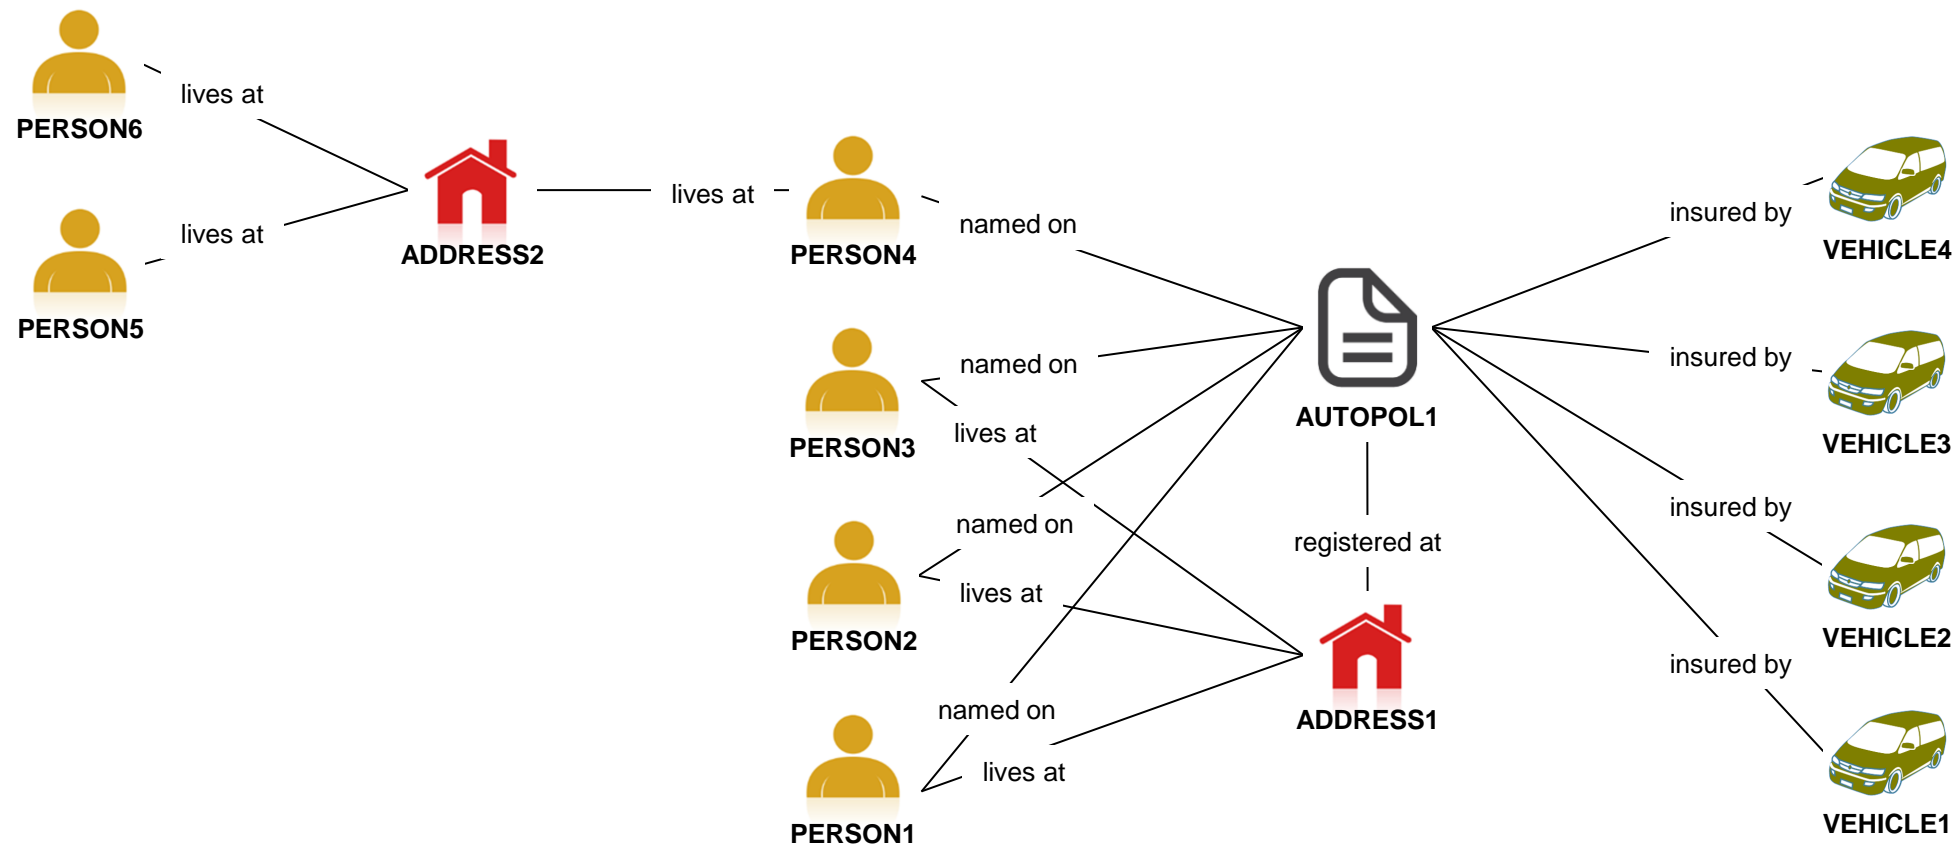 lives at
PERSON6
lives at
PERSON5
ADDRESS2
lives at
PERSON4
named on
named on
PERSON3
lives at
named on
PERSON2
lives at
named on
lives at
PERSON1
AUTOPOL1
registered at
ADDRESS1
insured by
VEHICLE4
insured by
VEHICLE3
insured by
VEHICLE2
insured by
VEHICLE1